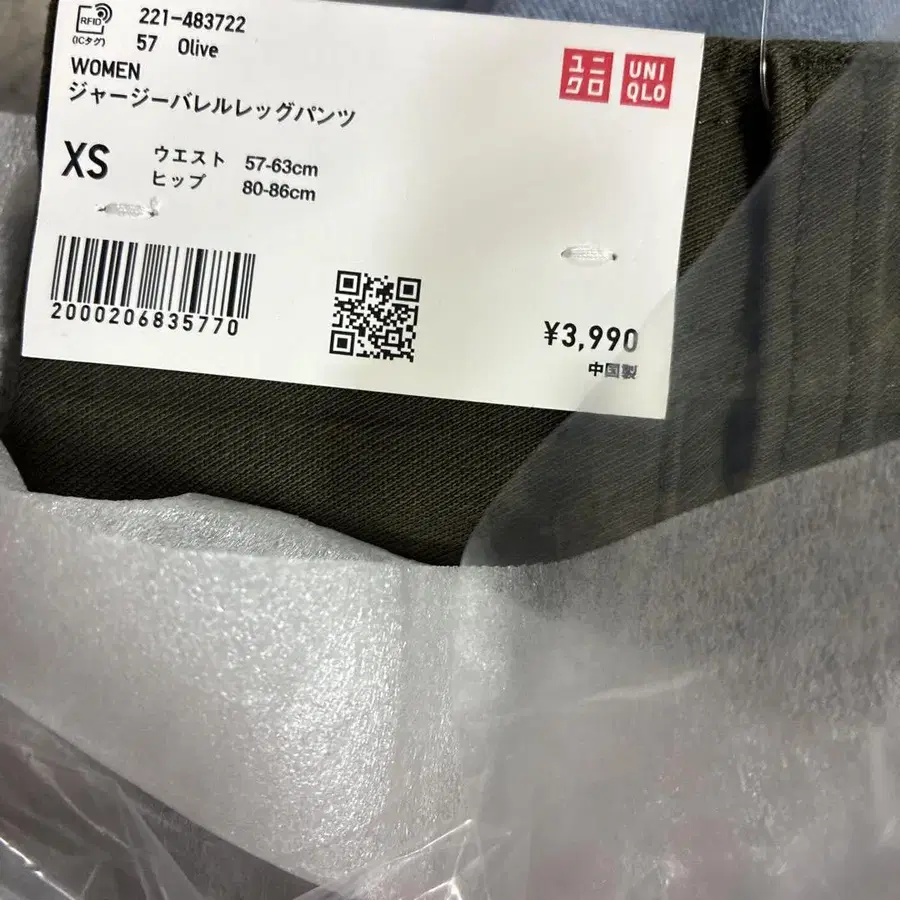 RFID
(ICタグ)
221-483722
57 Olive
WOMEN
ジャージーバレルレッグパンツ
ユニ
クロ
UNI
QLO
XS
ウエスト 57-63cm
ヒップ 80-86cm
2000206835770
¥3,990
中国製